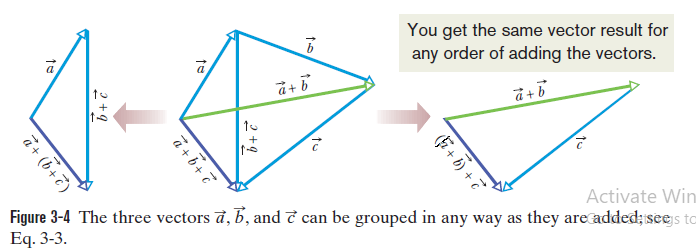 You get the same vector result for
any order of adding the vectors.
a⃗
b⃗ + c⃗
a⃗ + (b⃗ + c⃗)
a⃗
b⃗
a⃗ + b⃗
b⃗ + c⃗
c⃗
a⃗ + b⃗ + c⃗
a⃗ + b⃗
c⃗
(a⃗ + b⃗) + c⃗
Activate Win
Figure 3-4 The three vectors a⃗, b⃗, and c⃗ can be grouped in any way as they are added; see
Eq. 3-3.